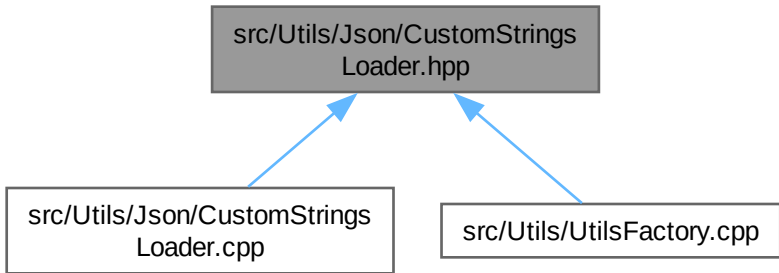 src/Utils/Json/CustomStrings
Loader.hpp
src/Utils/Json/CustomStrings
Loader.cpp
src/Utils/UtilsFactory.cpp